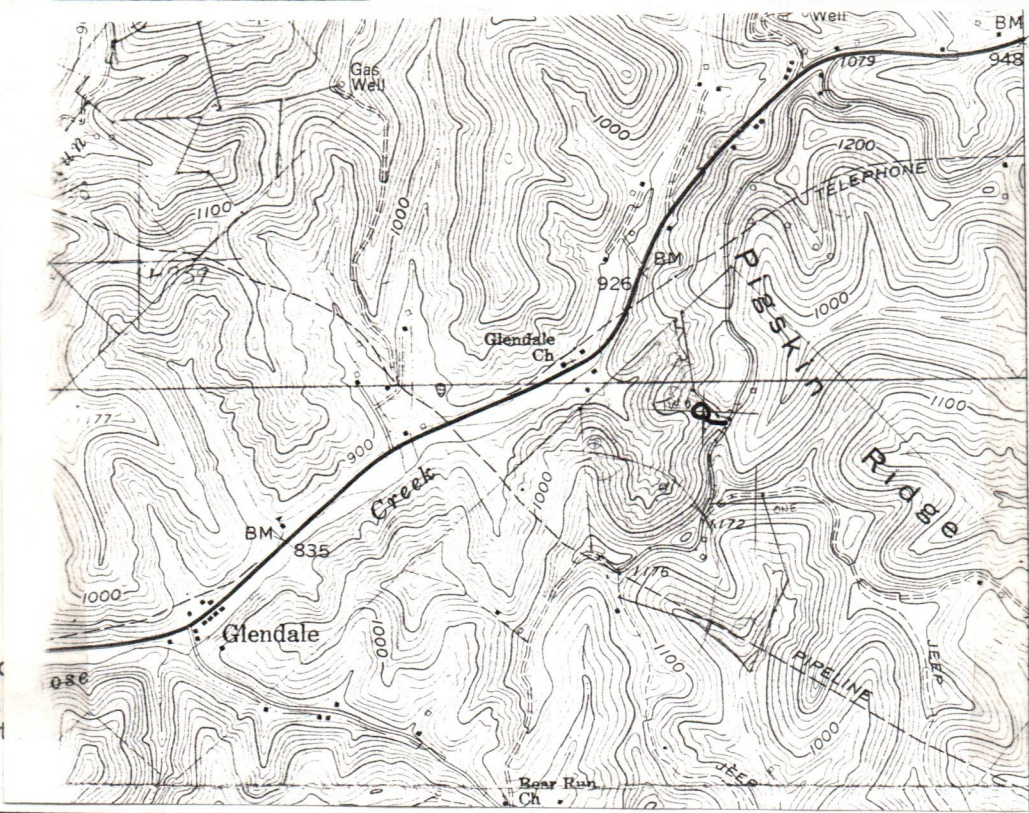 Well
BM
948
1079
Gas
Well
1000
1200
TELEPHONE
1100
1000
BM
926
Pigskin
1000
Glendale
Ch
1100
900
Creek
1000
Ridge
BM
835
1172
ONE
1176
1000
Glendale
1000
1100
PIPELINE
JEEP
1000
JEEP
Bear Run
Ch